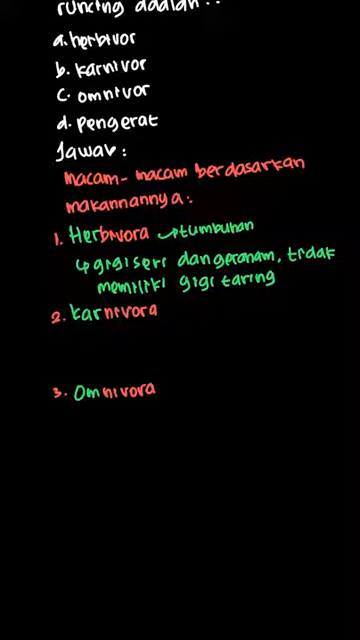 runcing adalah..
a. herbivor
b. karnivor
c. omnivor
d. pengerat
Jawab:
Macam-macam berdasarkan
makanannya:
1. Herbivora → tumbuhan
↳ gigi seri dan geraham, tidak
memiliki gigi taring
2. karnivora
3. Omnivora